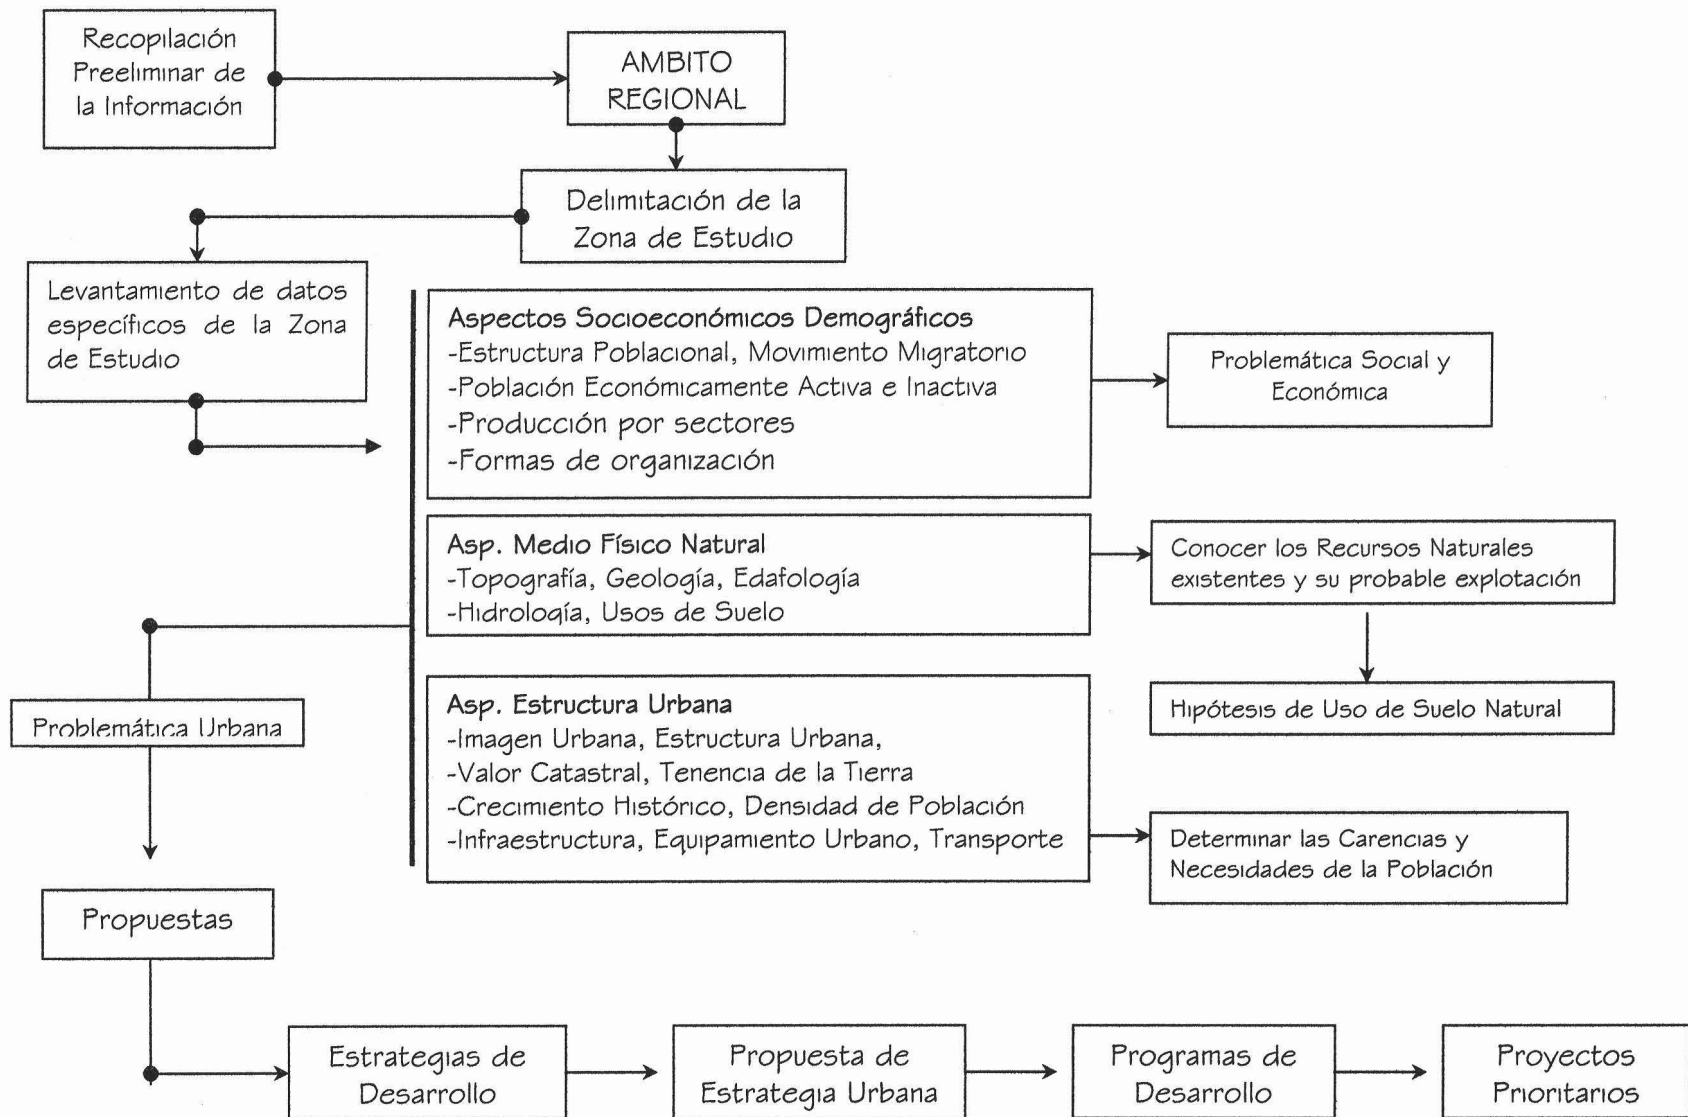 Recopilación
Preeliminar de
la Información
AMBITO
REGIONAL
Delimitación de la
Zona de Estudio
Levantamiento de datos
específicos de la Zona
de Estudio
Aspectos Socioeconómicos Demográficos
-Estructura Poblacional, Movimiento Migratorio
-Población Económicamente Activa e Inactiva
-Producción por sectores
-Formas de organización
Problemática Social y
Económica
Asp. Medio Físico Natural
-Topografía, Geología, Edafología
-Hidrología, Usos de Suelo
Conocer los Recursos Naturales
existentes y su probable explotación
Hipótesis de Uso de Suelo Natural
Asp. Estructura Urbana
-Imagen Urbana, Estructura Urbana,
-Valor Catastral, Tenencia de la Tierra
-Crecimiento Histórico, Densidad de Población
-Infraestructura, Equipamiento Urbano, Transporte
Determinar las Carencias y
Necesidades de la Población
Problemática Urbana
Propuestas
Estrategias de
Desarrollo
Propuesta de
Estrategia Urbana
Programas de
Desarrollo
Proyectos
Prioritarios